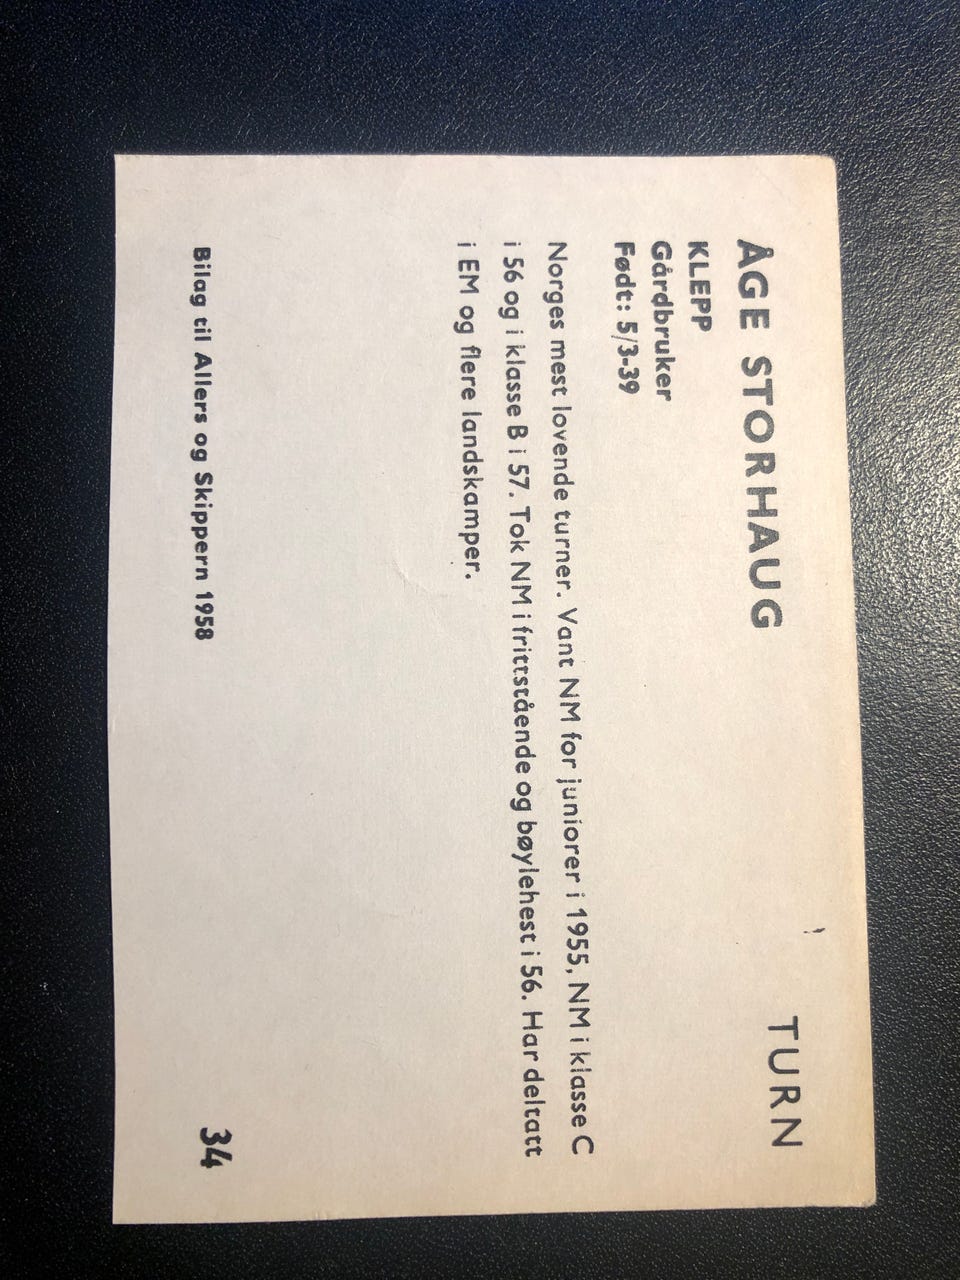 ÅGE STORHAUG TURN
KLEPP
Gårdbruker
Født: 5/3-39
Norges mest lovende turner. Vant NM for juniorer i 1955, NM i klasse C
i 56 og i klasse B i 57. Tok NM i frittstående og bøylehest i 56. Har deltatt
i EM og flere landskamper.
Bilag til Allers og Skippern 1958 34